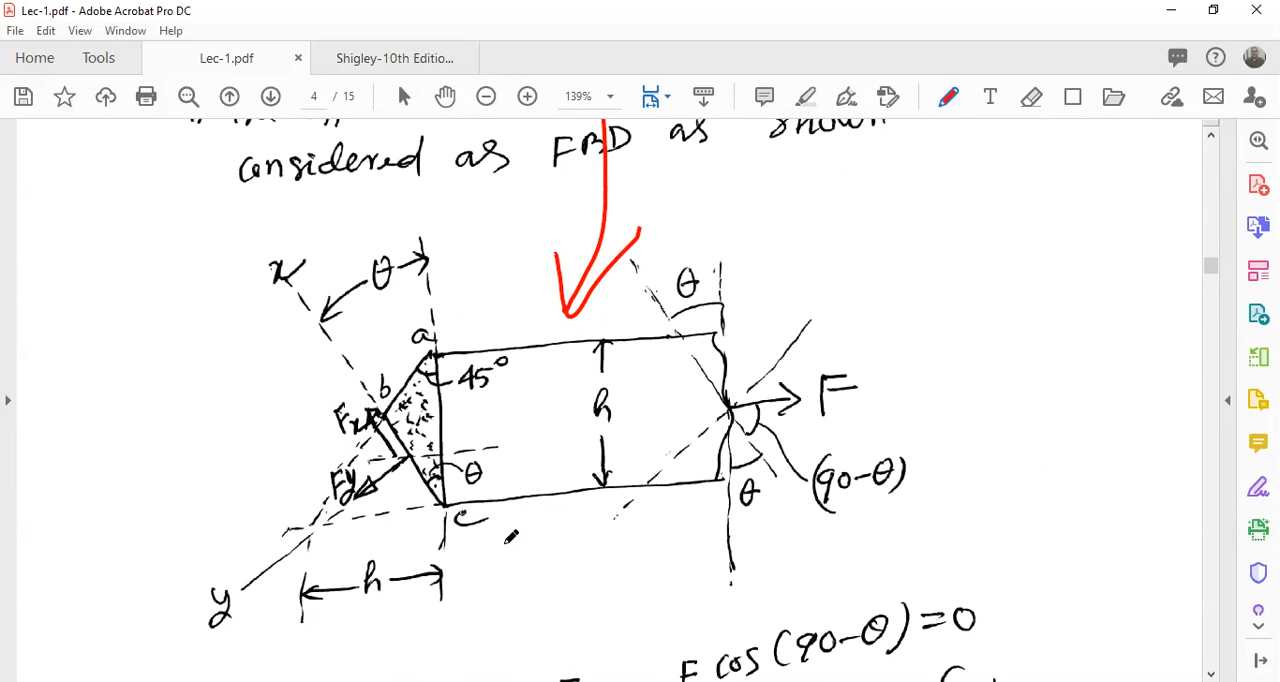 Lec-1.pdf - Adobe Acrobat Pro DC
File Edit View Window Help
Home Tools Lec-1.pdf × Shigley-10th Editio...
4 / 15 139%
considered as FBD as shown
x θ θ
a
45°
b
Fx h F
Fy θ
θ (90-θ)
c
h
y
F cos (90-θ) = 0